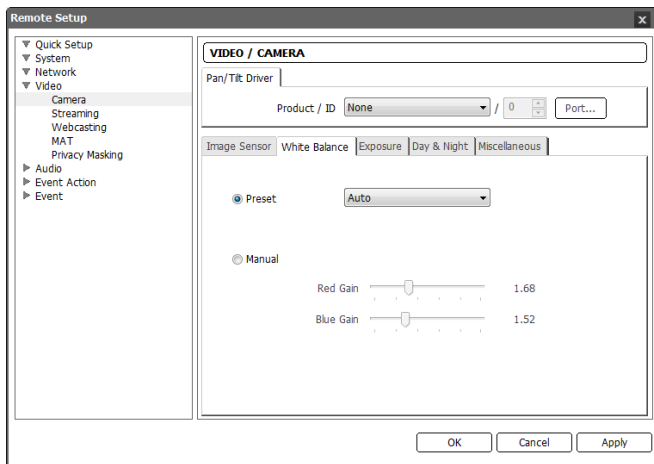 Remote Setup
x
Quick Setup
System
Network
Video
Camera
Streaming
Webcasting
MAT
Privacy Masking
Audio
Event Action
Event
VIDEO / CAMERA
Pan/Tilt Driver
Product / ID None / 0 Port...
Image Sensor White Balance Exposure Day & Night Miscellaneous
Preset Auto
Manual
Red Gain 1.68
Blue Gain 1.52
OK Cancel Apply